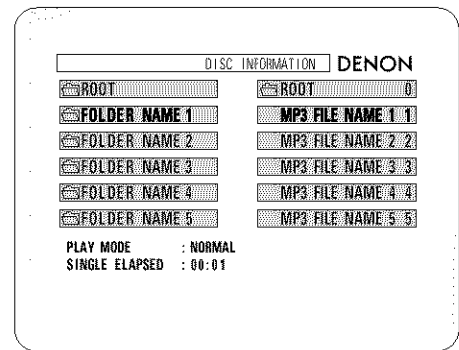 DISC INFORMATION DENON
ROOT
FOLDER NAME 1
FOLDER NAME 2
FOLDER NAME 3
FOLDER NAME 4
FOLDER NAME 5
ROOT 0
MP3 FILE NAME 1 1
MP3 FILE NAME 2 2
MP3 FILE NAME 3 3
MP3 FILE NAME 4 4
MP3 FILE NAME 5 5
PLAY MODE : NORMAL
SINGLE ELAPSED : 00:01